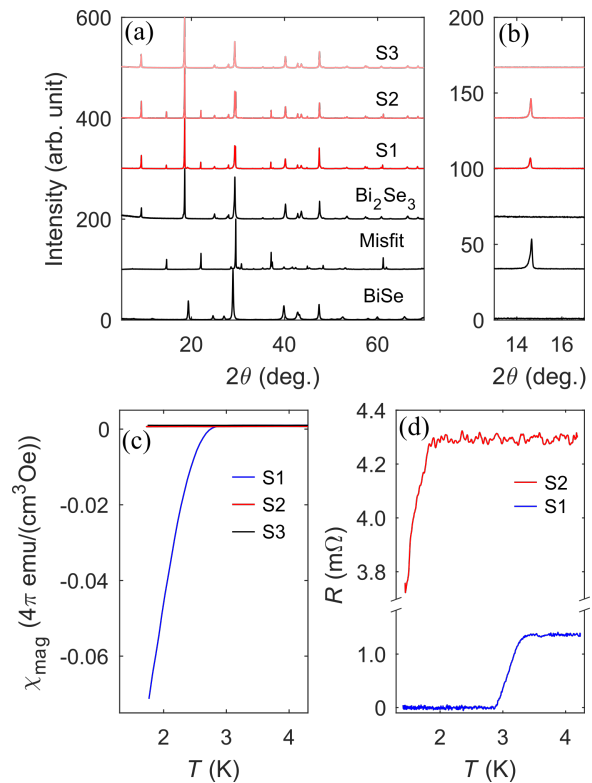 (a)
Intensity (arb. unit)
600
400
200
0
S3
S2
S1
Bi₂Se₃
Misfit
BiSe
20
40
60
2θ (deg.)
(b)
200
150
100
50
0
14
16
2θ (deg.)
(c)
χmag (4π emu/(cm³Oe))
0
-0.02
-0.04
-0.06
S1
S2
S3
2
3
4
T (K)
(d)
R (mΩ)
4.4
4.2
4.0
3.8
1.0
0
S2
S1
2
3
4
T (K)